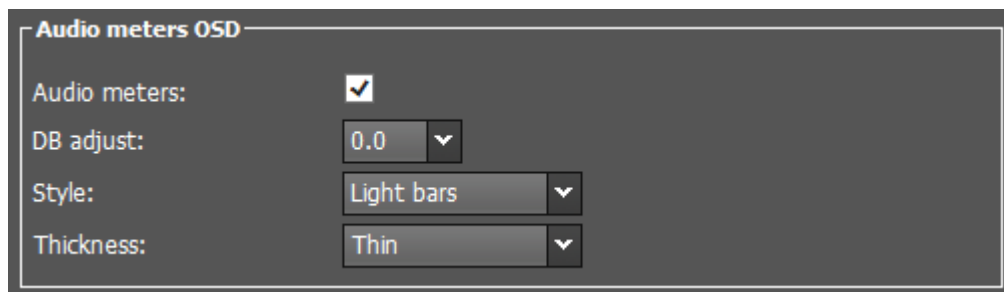 Audio meters OSD
Audio meters:
DB adjust: 0.0
Style: Light bars
Thickness: Thin